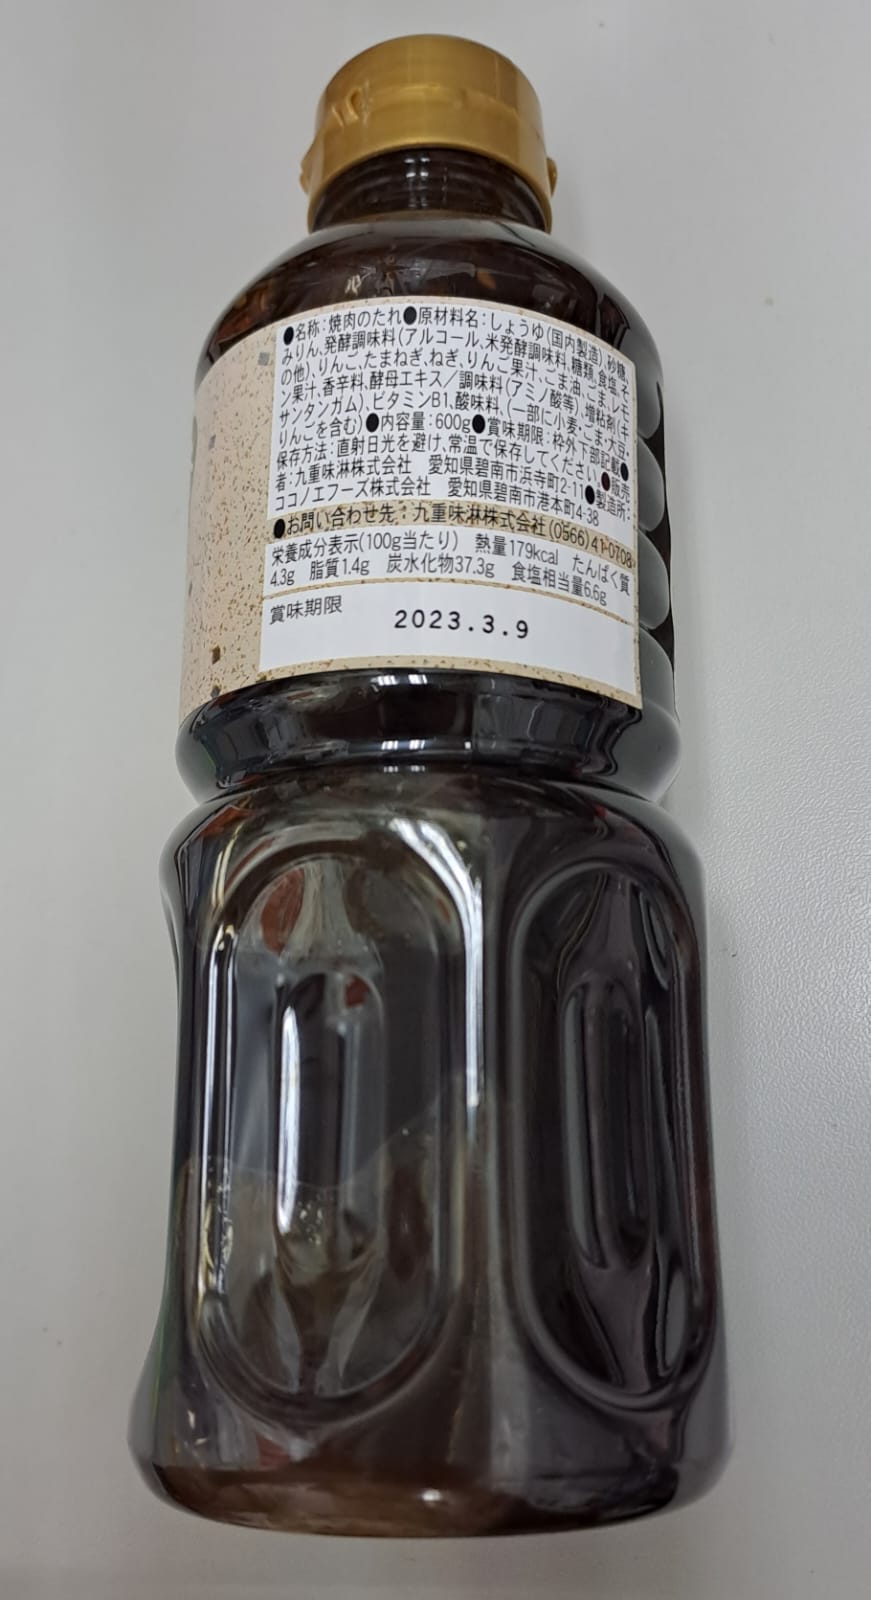 ●名称：焼肉のたれ●原材料名：しょうゆ(国内製造)、砂糖、
みりん、発酵調味料(アルコール、米発酵調味料、糖類、食塩、そ
の他)、りんご、たまねぎ、ねぎ、りんご果汁、ごま油、ごま、レモ
ン果汁、香辛料、酵母エキス／調味料(アミノ酸等)、増粘剤(キ
サンタンガム)、ビタミンB1、酸味料、(一部に小麦・ごま・大豆・
りんごを含む)●内容量：600g●賞味期限：枠外下部記載●
保存方法：直射日光を避け、常温で保存してください。●販売
者：九重味淋株式会社　愛知県碧南市浜寺町2-11●製造所：
ココノエフーズ株式会社　愛知県碧南市港本町4-38
●お問い合わせ先：九重味淋株式会社(0566)41-0708
栄養成分表示(100g当たり)　熱量179kcal　たんぱく質
4.3g　脂質1.4g　炭水化物37.3g　食塩相当量6.6g
賞味期限　2023.3.9